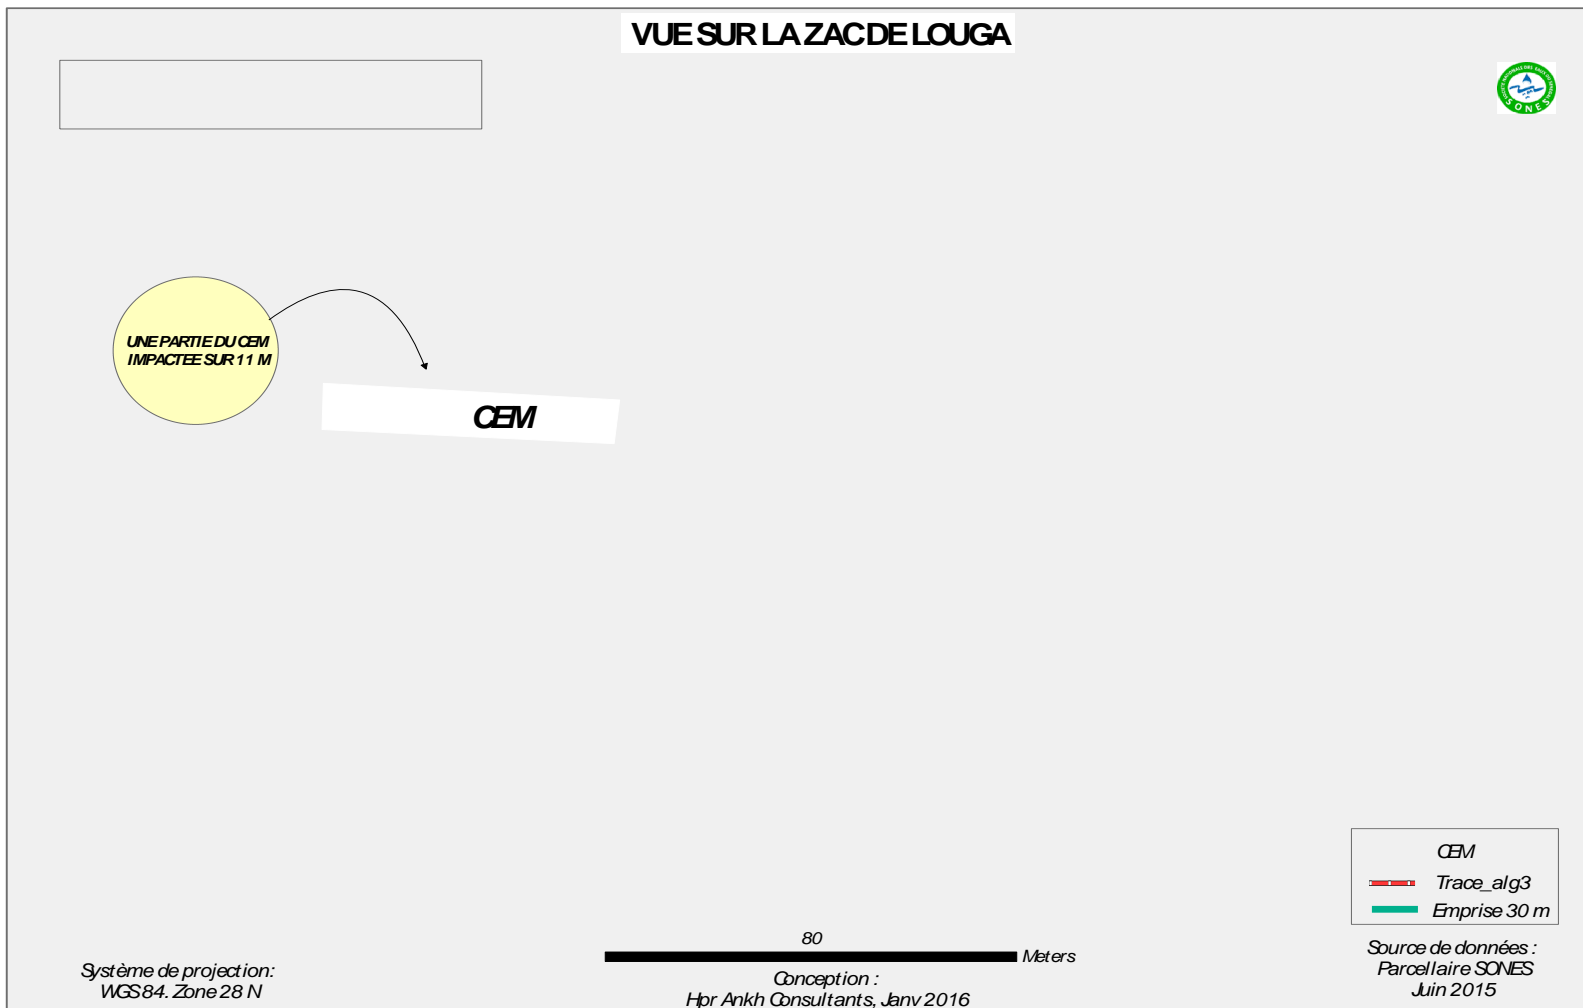 VUE SUR LA ZAC DE LOUGA
SONES
UNE PARTIE DU CEM
IMPACTEE SUR 11 M
CEM
CEM
Trace_alg3
Emprise 30 m
80
Meters
Système de projection:
WGS 84. Zone 28 N
Conception :
Hpr Ankh Consultants, Janv 2016
Source de données :
Parcellaire SONES
Juin 2015